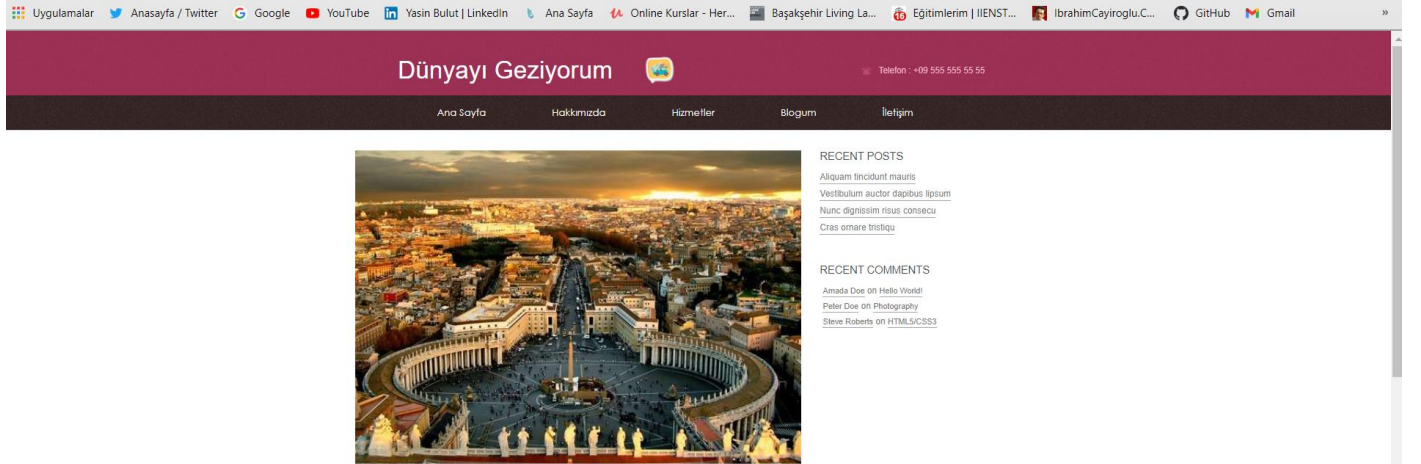 Uygulamalar Anasayfa / Twitter Google YouTube Yasin Bulut | LinkedIn Ana Sayfa Online Kurslar - Her... Başakşehir Living La... Eğitimlerim | IIENST... IbrahimCayiroglu.C... GitHub Gmail »
Dünyayı Geziyorum Telefon : +09 555 555 55 55
Ana Sayfa Hakkımızda Hizmetler Blogum İletişim
RECENT POSTS
Aliquam tincidunt mauris
Vestibulum auctor dapibus lipsum
Nunc dignissim risus consecu
Cras ornare tristiqu
RECENT COMMENTS
Amada Doe on Hello World!
Peter Doe on Photography
Steve Roberts on HTML5/CSS3